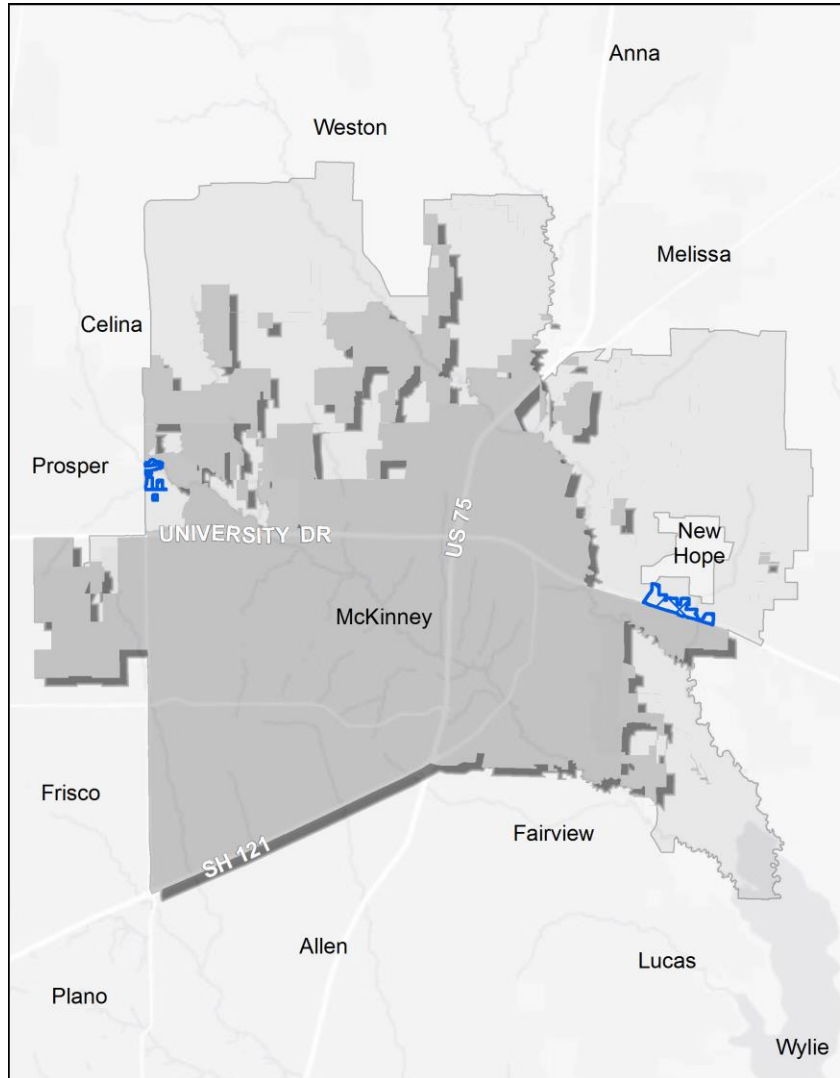 Anna
Weston
Melissa
Celina
Prosper
UNIVERSITY DR
US 75
New
Hope
McKinney
Frisco
SH 121
Fairview
Allen
Lucas
Plano
Wylie